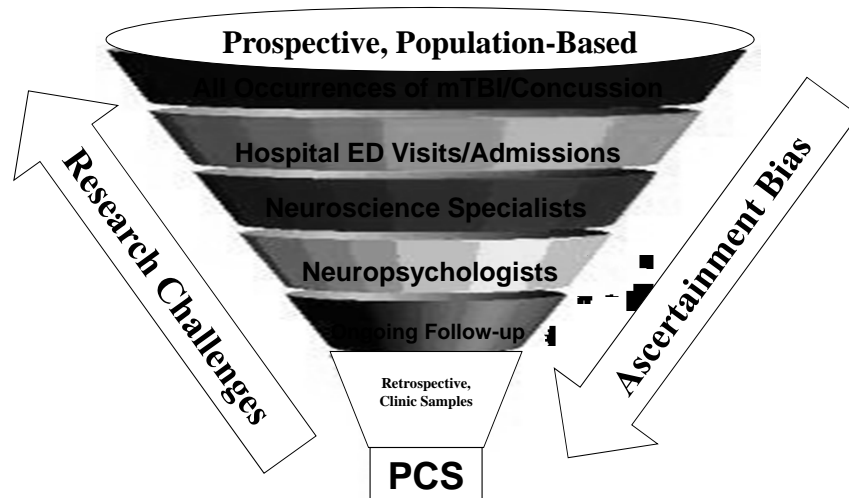 Prospective, Population-Based
All Occurrences of mTBI/Concussion
Hospital ED Visits/Admissions
Neuroscience Specialists
Neuropsychologists
Ongoing Follow-up
Retrospective,
Clinic Samples
PCS
Research Challenges
Ascertainment Bias